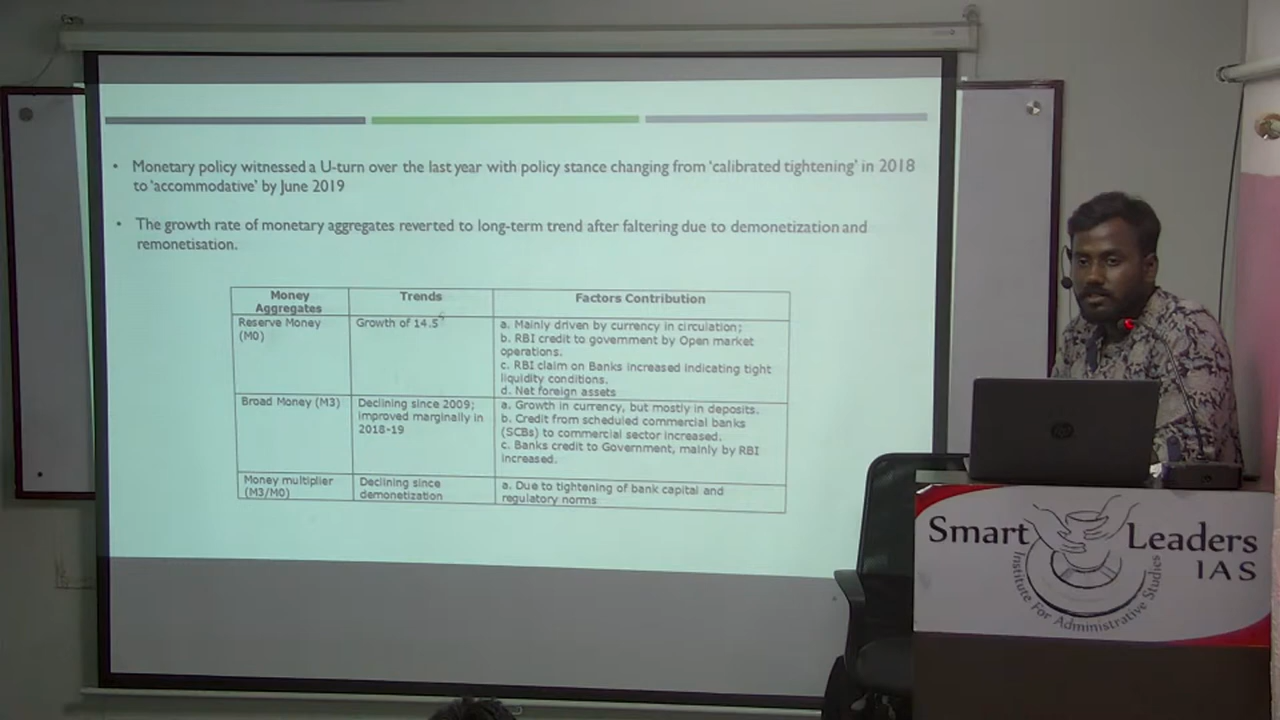 • Monetary policy witnessed a U-turn over the last year with policy stance changing from 'calibrated tightening' in 2018
to 'accommodative' by June 2019
• The growth rate of monetary aggregates reverted to long-term trend after faltering due to demonetization and
remonetisation.
Money
Aggregates
Trends
Factors Contribution
Reserve Money
(M0)
Growth of 14.5
a. Mainly driven by currency in circulation;
b. RBI credit to government by Open market
operations.
c. RBI claim on Banks increased indicating tight
liquidity conditions.
d. Net foreign assets
Broad Money (M3)
Declining since 2009;
improved marginally in
2018-19
a. Growth in currency, but mostly in deposits.
b. Credit from scheduled commercial banks
(SCBs) to commercial sector increased.
c. Banks credit to Government, mainly by RBI
increased.
Money multiplier
(M3/M0)
Declining since
demonetization
a. Due to tightening of bank capital and
regulatory norms
hp
Smart Leaders
IAS
Institute For Administrative Studies